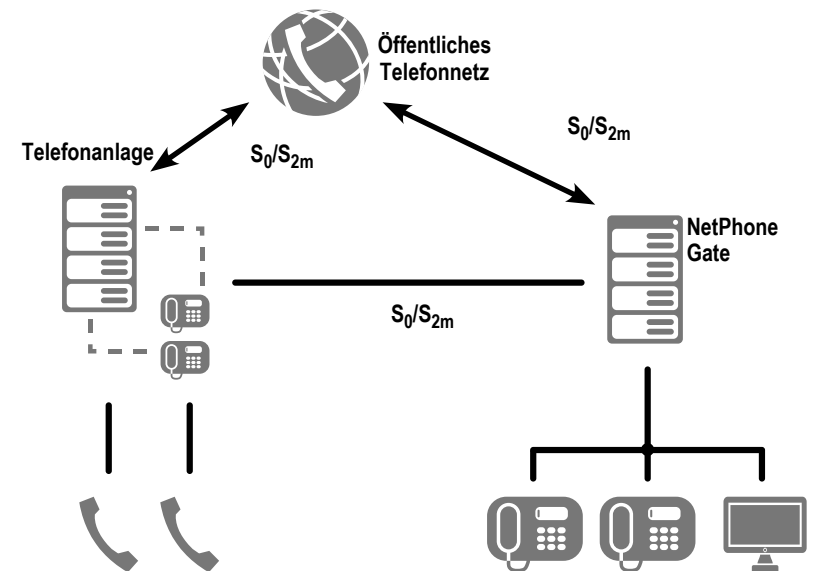 Öffentliches
Telefonnetz
S0/S2m
S0/S2m
Telefonanlage
NetPhone
Gate
S0/S2m